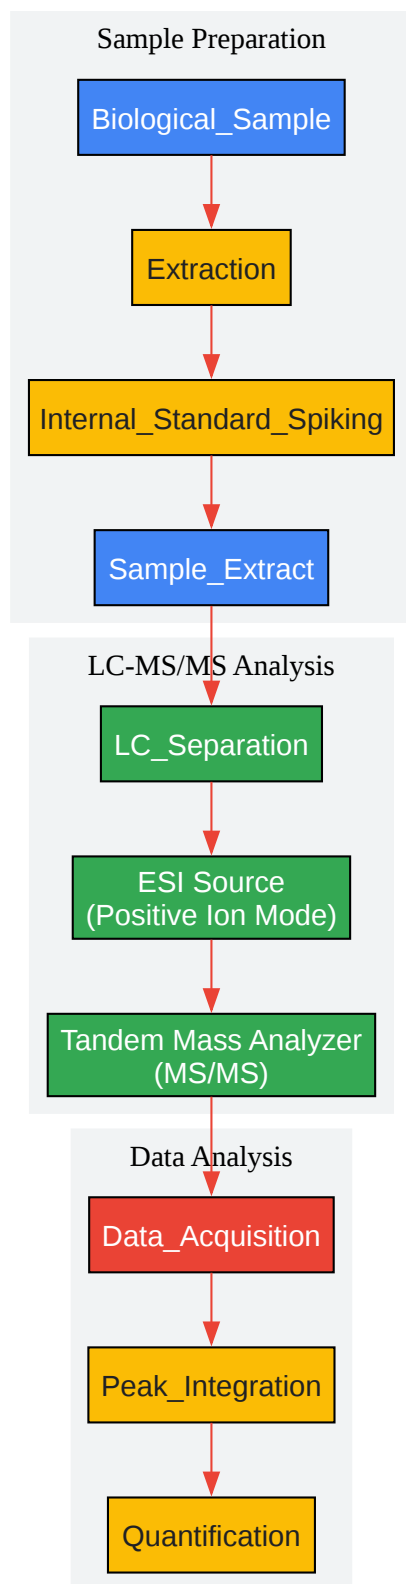 Sample Preparation
Biological_Sample
Extraction
Internal_Standard_Spiking
Sample_Extract
LC-MS/MS Analysis
LC_Separation
ESI Source
(Positive Ion Mode)
Tandem Mass Analyzer
(MS/MS)
Data Analysis
Data_Acquisition
Peak_Integration
Quantification